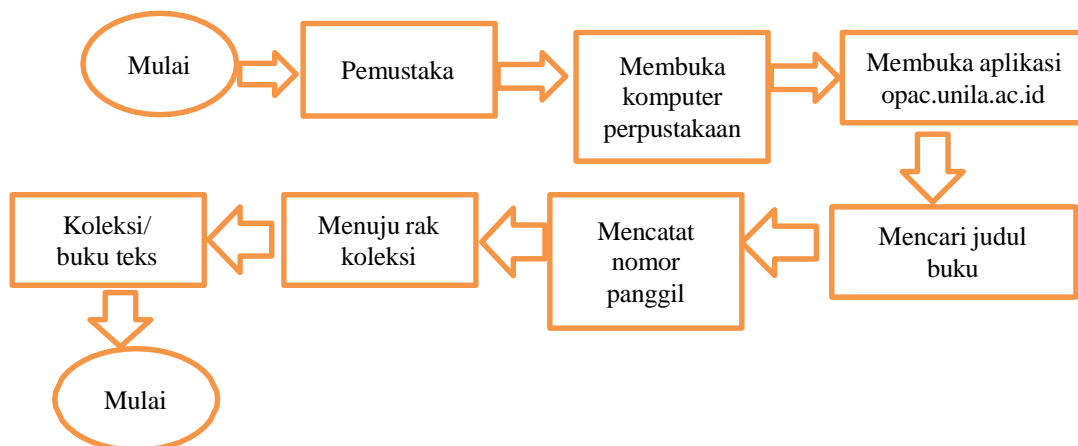 Mulai
Pemustaka
Membuka
komputer
perpustakaan
Membuka aplikasi
opac.unila.ac.id
Mencari judul
buku
Mencatat
nomor
panggil
Menuju rak
koleksi
Koleksi/
buku teks
Mulai